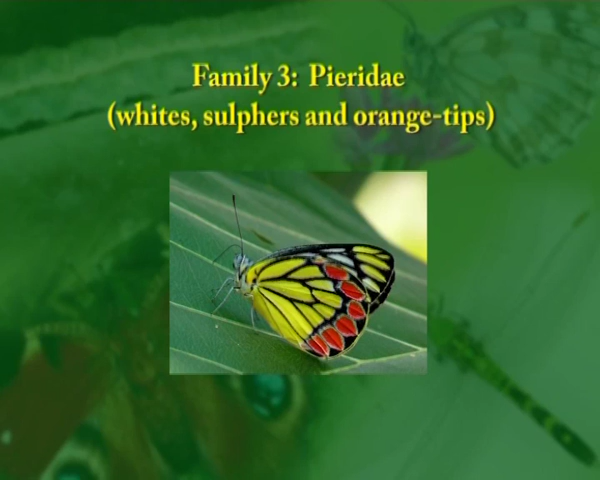 Family 3: Pieridae
(whites, sulphers and orange-tips)